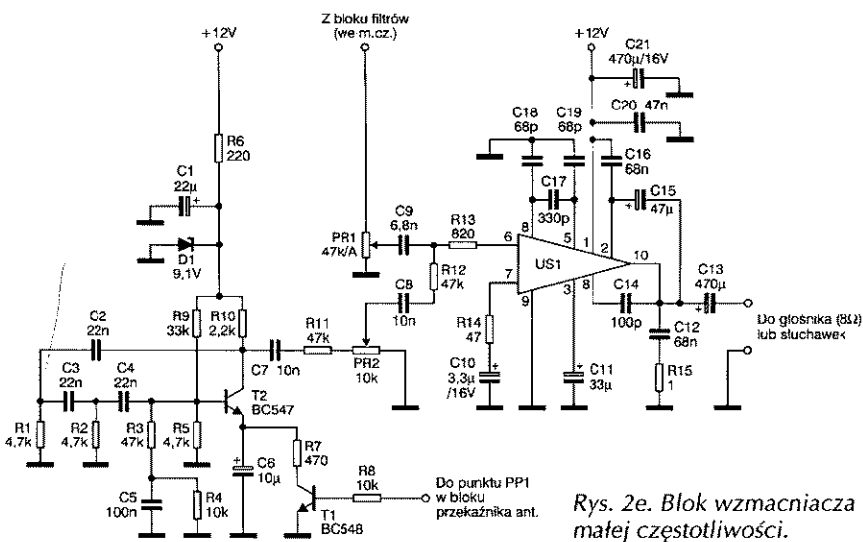 Z bloku filtrów
(we m.cz.)
+12V
+12V
C21
470µ/16V
C20 47n
C18
68p
C19
68p
C16
68n
C15
47µ
C17
330p
R6
220
C1
22µ
+
D1
9,1V
PR1
47k/A
C9
6,8n
R13
820
R12
47k
C8
10n
6
7
8
5
1
2
10
9
3
8
US1
C14
100p
C13
470µ
C12
68n
R15
1
Do głośnika (8Ω)
lub słuchawek
R14
47
C10
3,3µ
/16V
C11
33µ
C2
22n
R9
33k
R10
2,2k
C7
10n
R11
47k
PR2
10k
C3
22n
C4
22n
T2
BC547
R1
4,7k
R2
4,7k
R3
47k
R5
4,7k
C6
10µ
R7
470
R8
10k
Do punktu PP1
w bloku
przekaźnika ant.
C5
100n
R4
10k
T1
BC548
Rys. 2e. Blok wzmacniacza
małej częstotliwości.